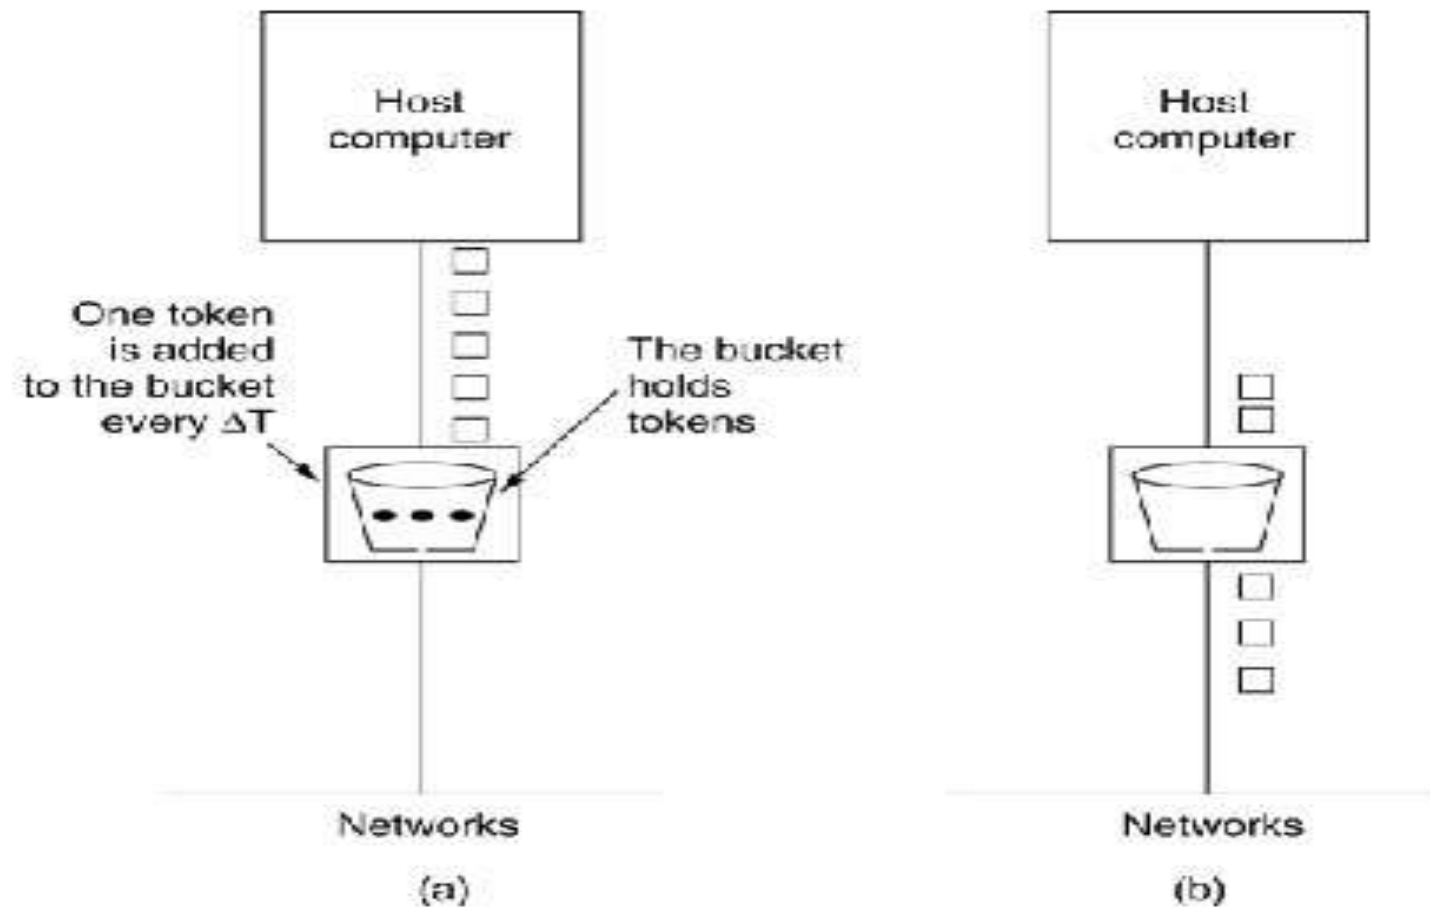 Host
computer
One token
is added
to the bucket
every ΔT
The bucket
holds
tokens
Networks
(a)
Host
computer
Networks
(b)